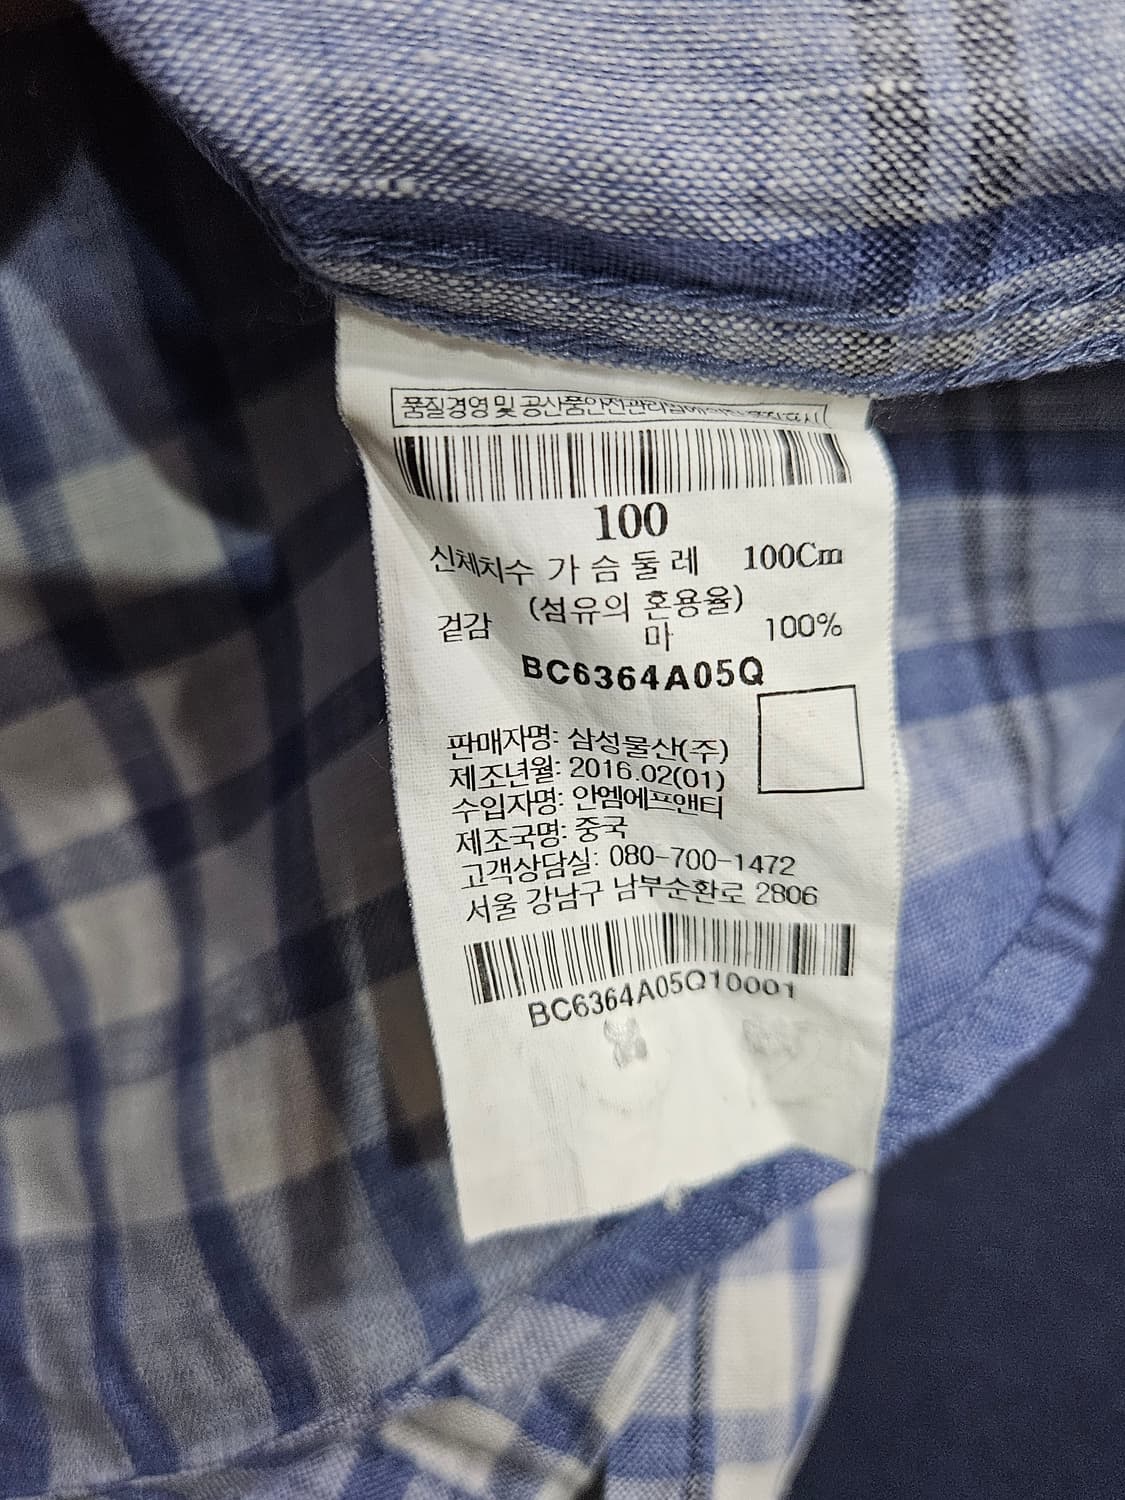 품질경영 및 공산품안전관리법에 의한 품질표시
100
신체치수 가슴둘레 100Cm
(섬유의 혼용율)
겉감 마 100%
BC6364A05Q
판매자명: 삼성물산(주)
제조년월: 2016.02(01)
수입자명: 안엠에프앤티
제조국명: 중국
고객상담실: 080-700-1472
서울 강남구 남부순환로 2806
BC6364A05Q10001